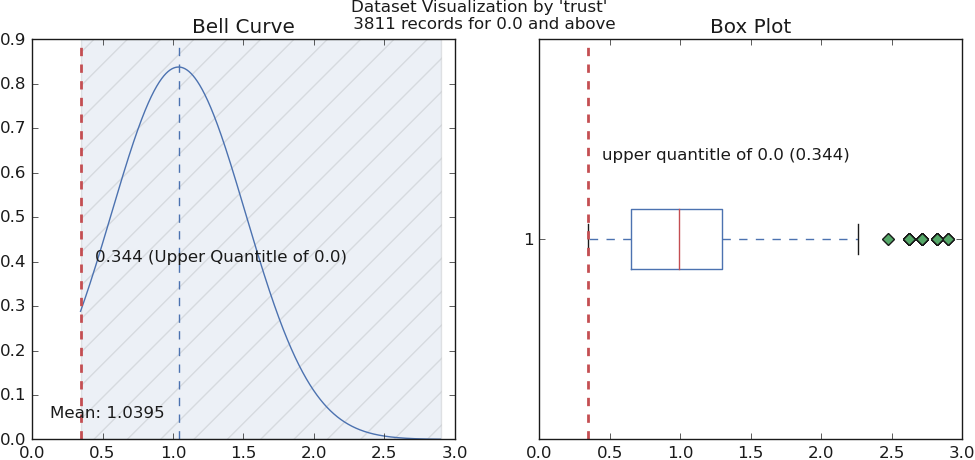 Dataset Visualization by 'trust'
3811 records for 0.0 and above
Bell Curve
0.9
0.8
0.7
0.6
0.5
0.4
0.3
0.2
0.1
0.0
0.344 (Upper Quantitle of 0.0)
Mean: 1.0395
0.0 0.5 1.0 1.5 2.0 2.5 3.0
Box Plot
upper quantitle of 0.0 (0.344)
1
0.0 0.5 1.0 1.5 2.0 2.5 3.0